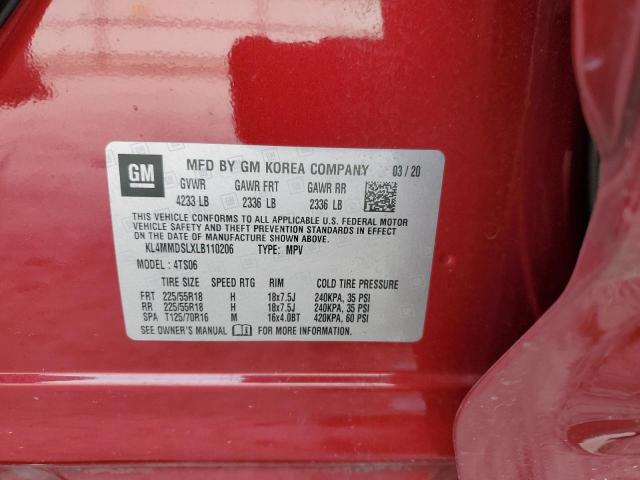 GM MFD BY GM KOREA COMPANY 03/20
GVWR GAWR FRT GAWR RR
4233 LB 2336 LB 2336 LB
THIS VEHICLE CONFORMS TO ALL APPLICABLE U.S. FEDERAL MOTOR
VEHICLE SAFETY AND THEFT PREVENTION STANDARDS IN EFFECT ON
THE DATE OF MANUFACTURE SHOWN ABOVE.
KL4MMDSLXLB110206 TYPE: MPV
MODEL: 4TS06
TIRE SIZE SPEED RTG RIM COLD TIRE PRESSURE
FRT 225/55R18 H 18x7.5J 240KPA, 35 PSI
RR 225/55R18 H 18x7.5J 240KPA, 35 PSI
SPA T125/70R16 M 16x4.0BT 420KPA, 60 PSI
SEE OWNER'S MANUAL FOR MORE INFORMATION.